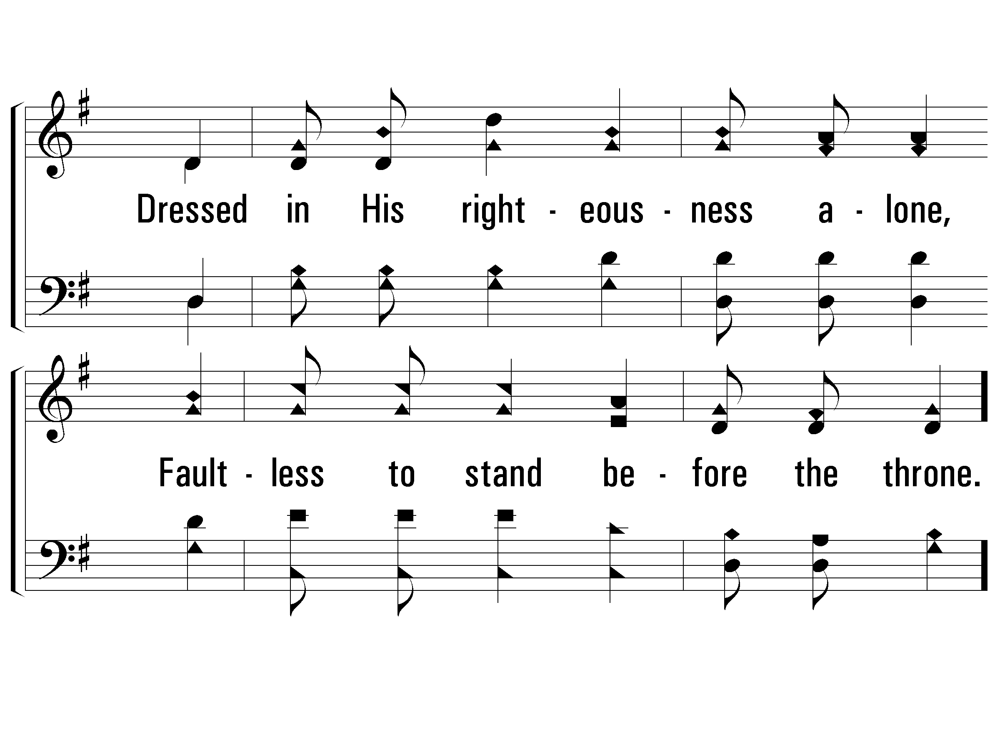 Dressed in His right - eous - ness a - lone,
Fault - less to stand be - fore the throne.